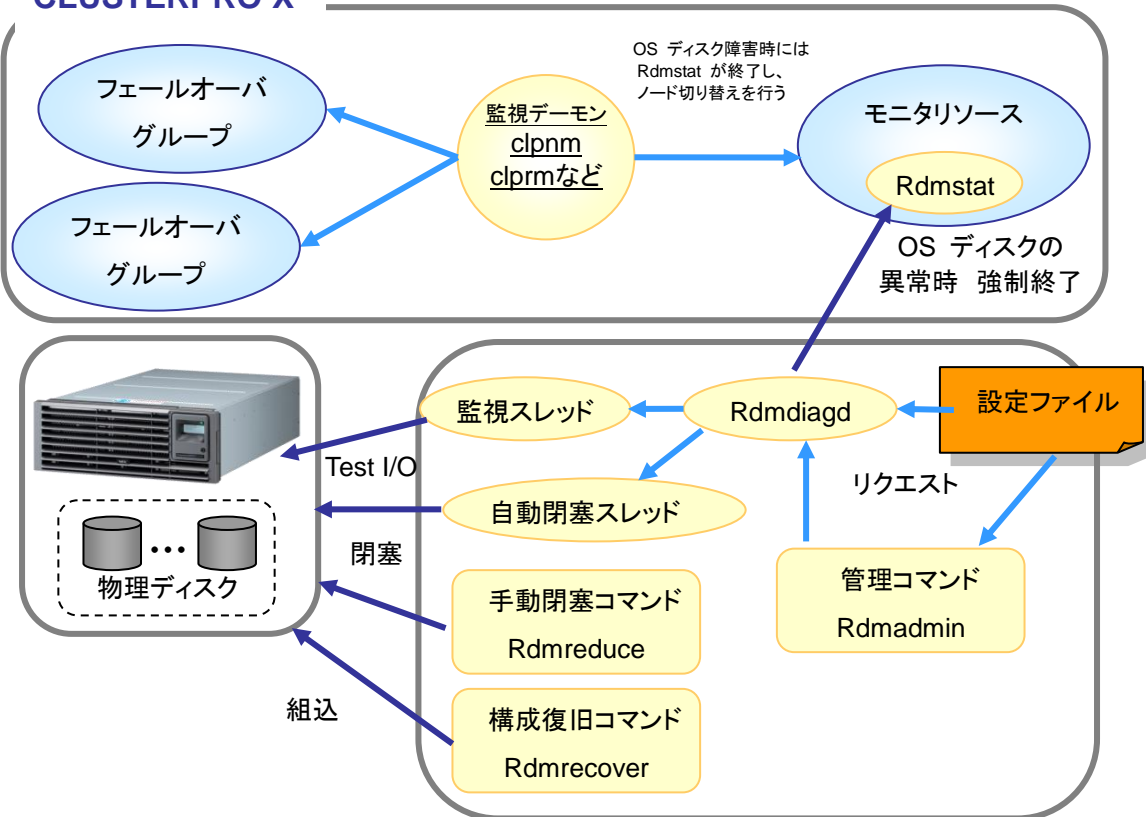 CLUSTERPRO X
フェールオーバ
グループ
フェールオーバ
グループ
監視デーモン
clpnm
clprmなど
OS ディスク障害時には
Rdmstat が終了し、
ノード切り替えを行う
モニタリソース
Rdmstat
OS ディスクの
異常時 強制終了
監視スレッド
Rdmdiagd
設定ファイル
Test I/O
リクエスト
自動閉塞スレッド
閉塞
物理ディスク
手動閉塞コマンド
Rdmreduce
管理コマンド
Rdmadmin
組込
構成復旧コマンド
Rdmrecover